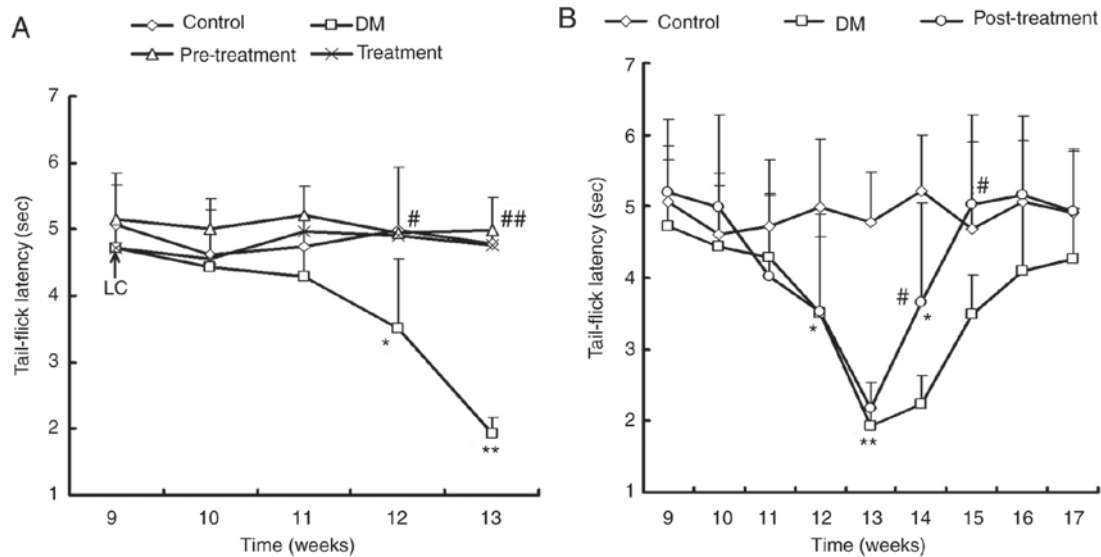 A
Control
DM
Pre-treatment
Treatment
7
6
5
4
3
2
1
Tail-flick latency (sec)
LC
#
##
*
**
9 10 11 12 13
Time (weeks)
B
Control
DM
Post-treatment
7
6
5
4
3
2
1
Tail-flick latency (sec)
#
#
*
*
**
9 10 11 12 13 14 15 16 17
Time (weeks)